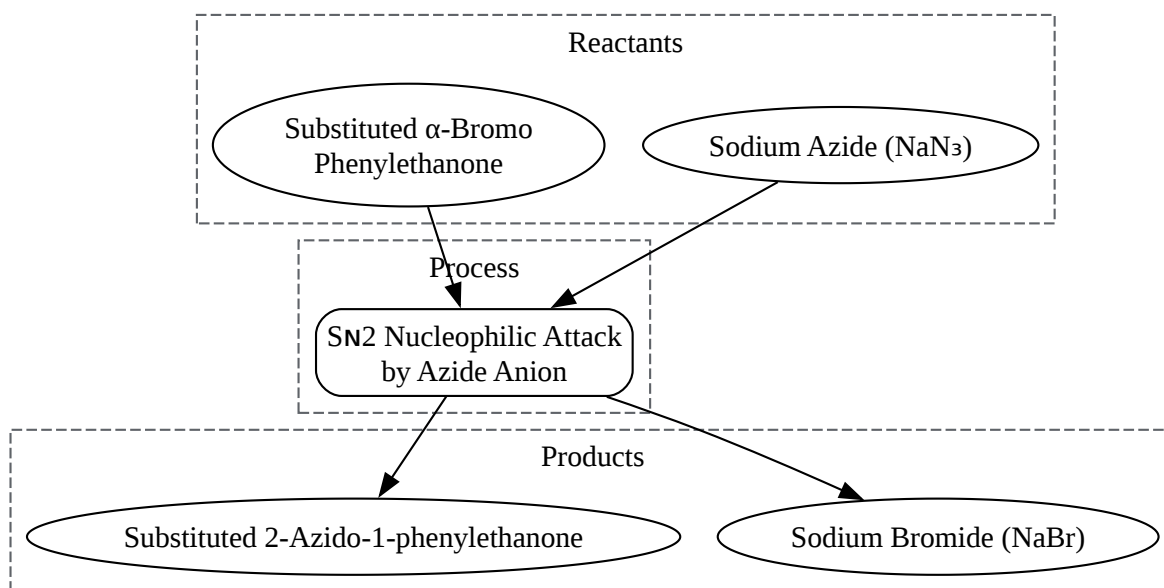 Reactants
Substituted α-Bromo
Phenylethanone
Sodium Azide (NaN₃)
Process
Sɴ2 Nucleophilic Attack
by Azide Anion
Products
Substituted 2-Azido-1-phenylethanone
Sodium Bromide (NaBr)